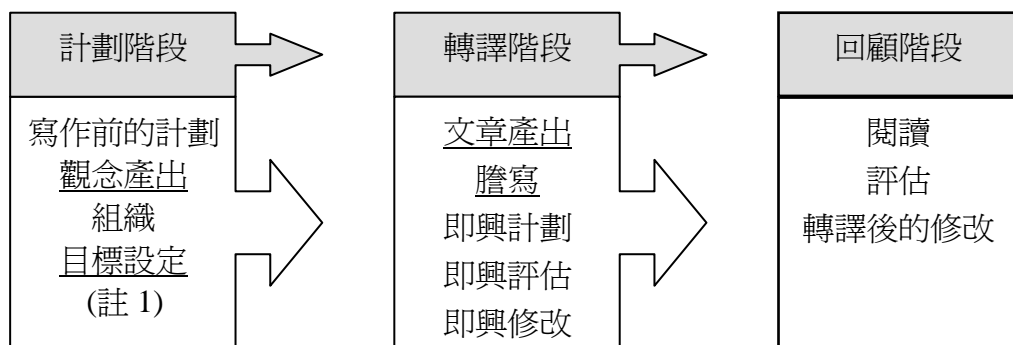 計劃階段
寫作前的計劃
觀念產出
組織
目標設定
(註 1)
轉譯階段
文章產出
謄寫
即興計劃
即興評估
即興修改
回顧階段
閱讀
評估
轉譯後的修改